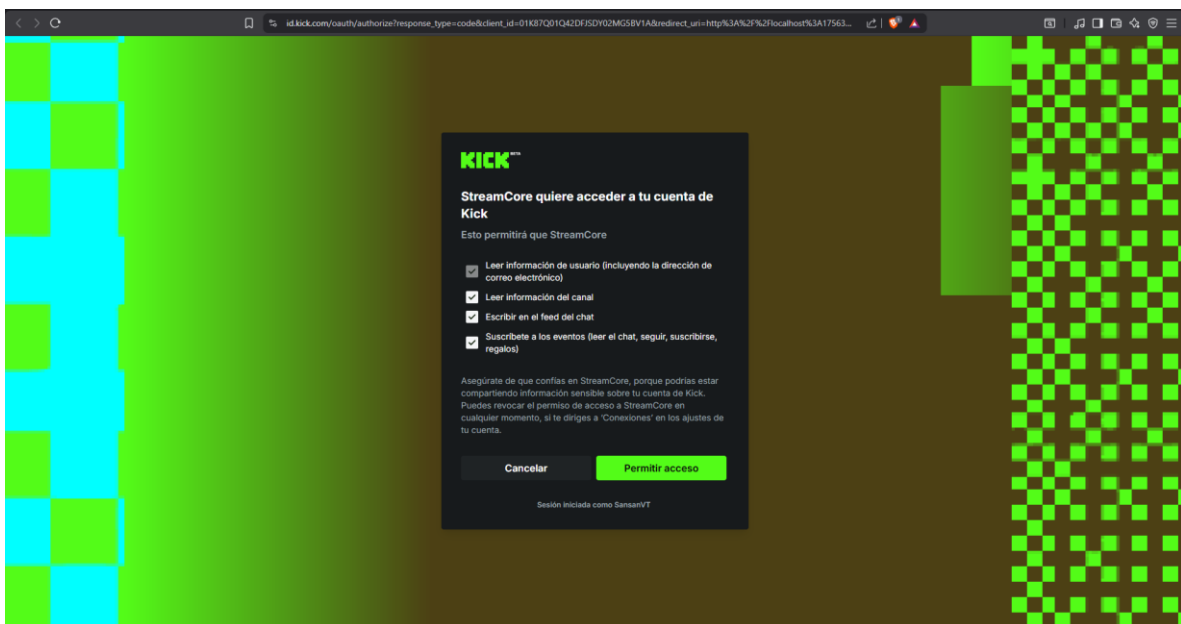 id.kick.com/oauth/authorize?response_type=code&client_id=01K87Q01Q42DFJSDY02MG5BV1A&redirect_uri=http%3A%2F%2Flocalhost%3A17563...
KICK BETA
StreamCore quiere acceder a tu cuenta de
Kick
Esto permitirá que StreamCore
Leer información de usuario (incluyendo la dirección de
correo electrónico)
Leer información del canal
Escribir en el feed del chat
Suscríbete a los eventos (leer el chat, seguir, suscribirse,
regalos)
Asegúrate de que confías en StreamCore, porque podrías estar
compartiendo información sensible sobre tu cuenta de Kick.
Puedes revocar el permiso de acceso a StreamCore en
cualquier momento, si te diriges a 'Conexiones' en los ajustes de
tu cuenta.
Cancelar
Permitir acceso
Sesión iniciada como SansanVT